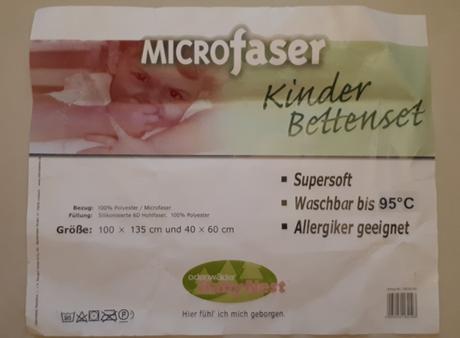 MICROfaser
Kinder
Bettenset
▪ Supersoft
▪ Waschbar bis 95°C
▪ Allergiker geeignet
Bezug: 100% Polyester / Microfaser
Füllung: Silikonisierte 6D Hohlfaser, 100% Polyester
Größe: 100 × 135 cm und 40 × 60 cm
odenwälder
BabyNest
Hier fühl' ich mich geborgen.